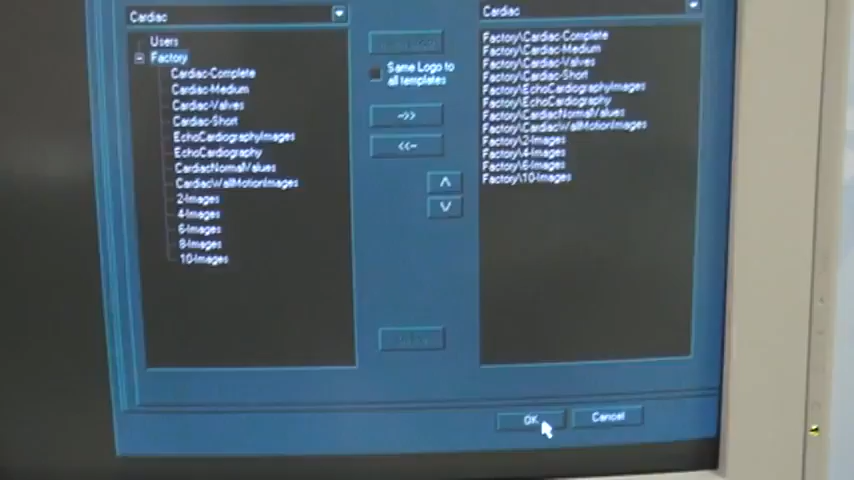 Cardiac
Users
Factory
Cardiac-Complete
Cardiac-Medium
Cardiac-Valves
Cardiac-Short
EchoCardiographyImages
EchoCardiography
CardiacNormalValues
CardiacWallMotionImages
2-Images
4-Images
6-Images
8-Images
10-Images
Same Logo to
all templates
->>
<<-
Cardiac
Factory\Cardiac-Complete
Factory\Cardiac-Medium
Factory\Cardiac-Valves
Factory\Cardiac-Short
Factory\EchoCardiographyImages
Factory\EchoCardiography
Factory\CardiacNormalValues
Factory\CardiacWallMotionImages
Factory\2-Images
Factory\4-Images
Factory\6-Images
Factory\10-Images
OK
Cancel